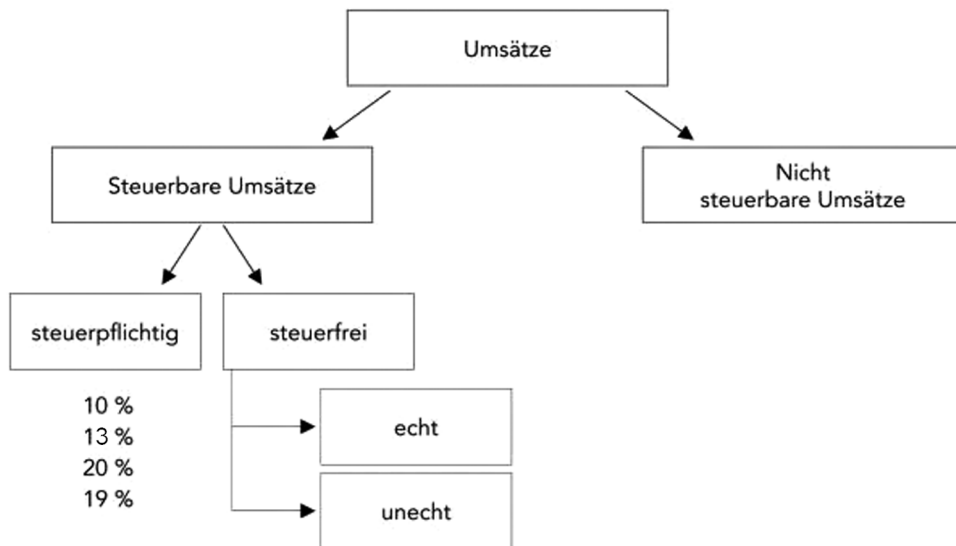 Umsätze
Steuerbare Umsätze
Nicht
steuerbare Umsätze
steuerpflichtig
steuerfrei
10 %
13 %
20 %
19 %
echt
unecht